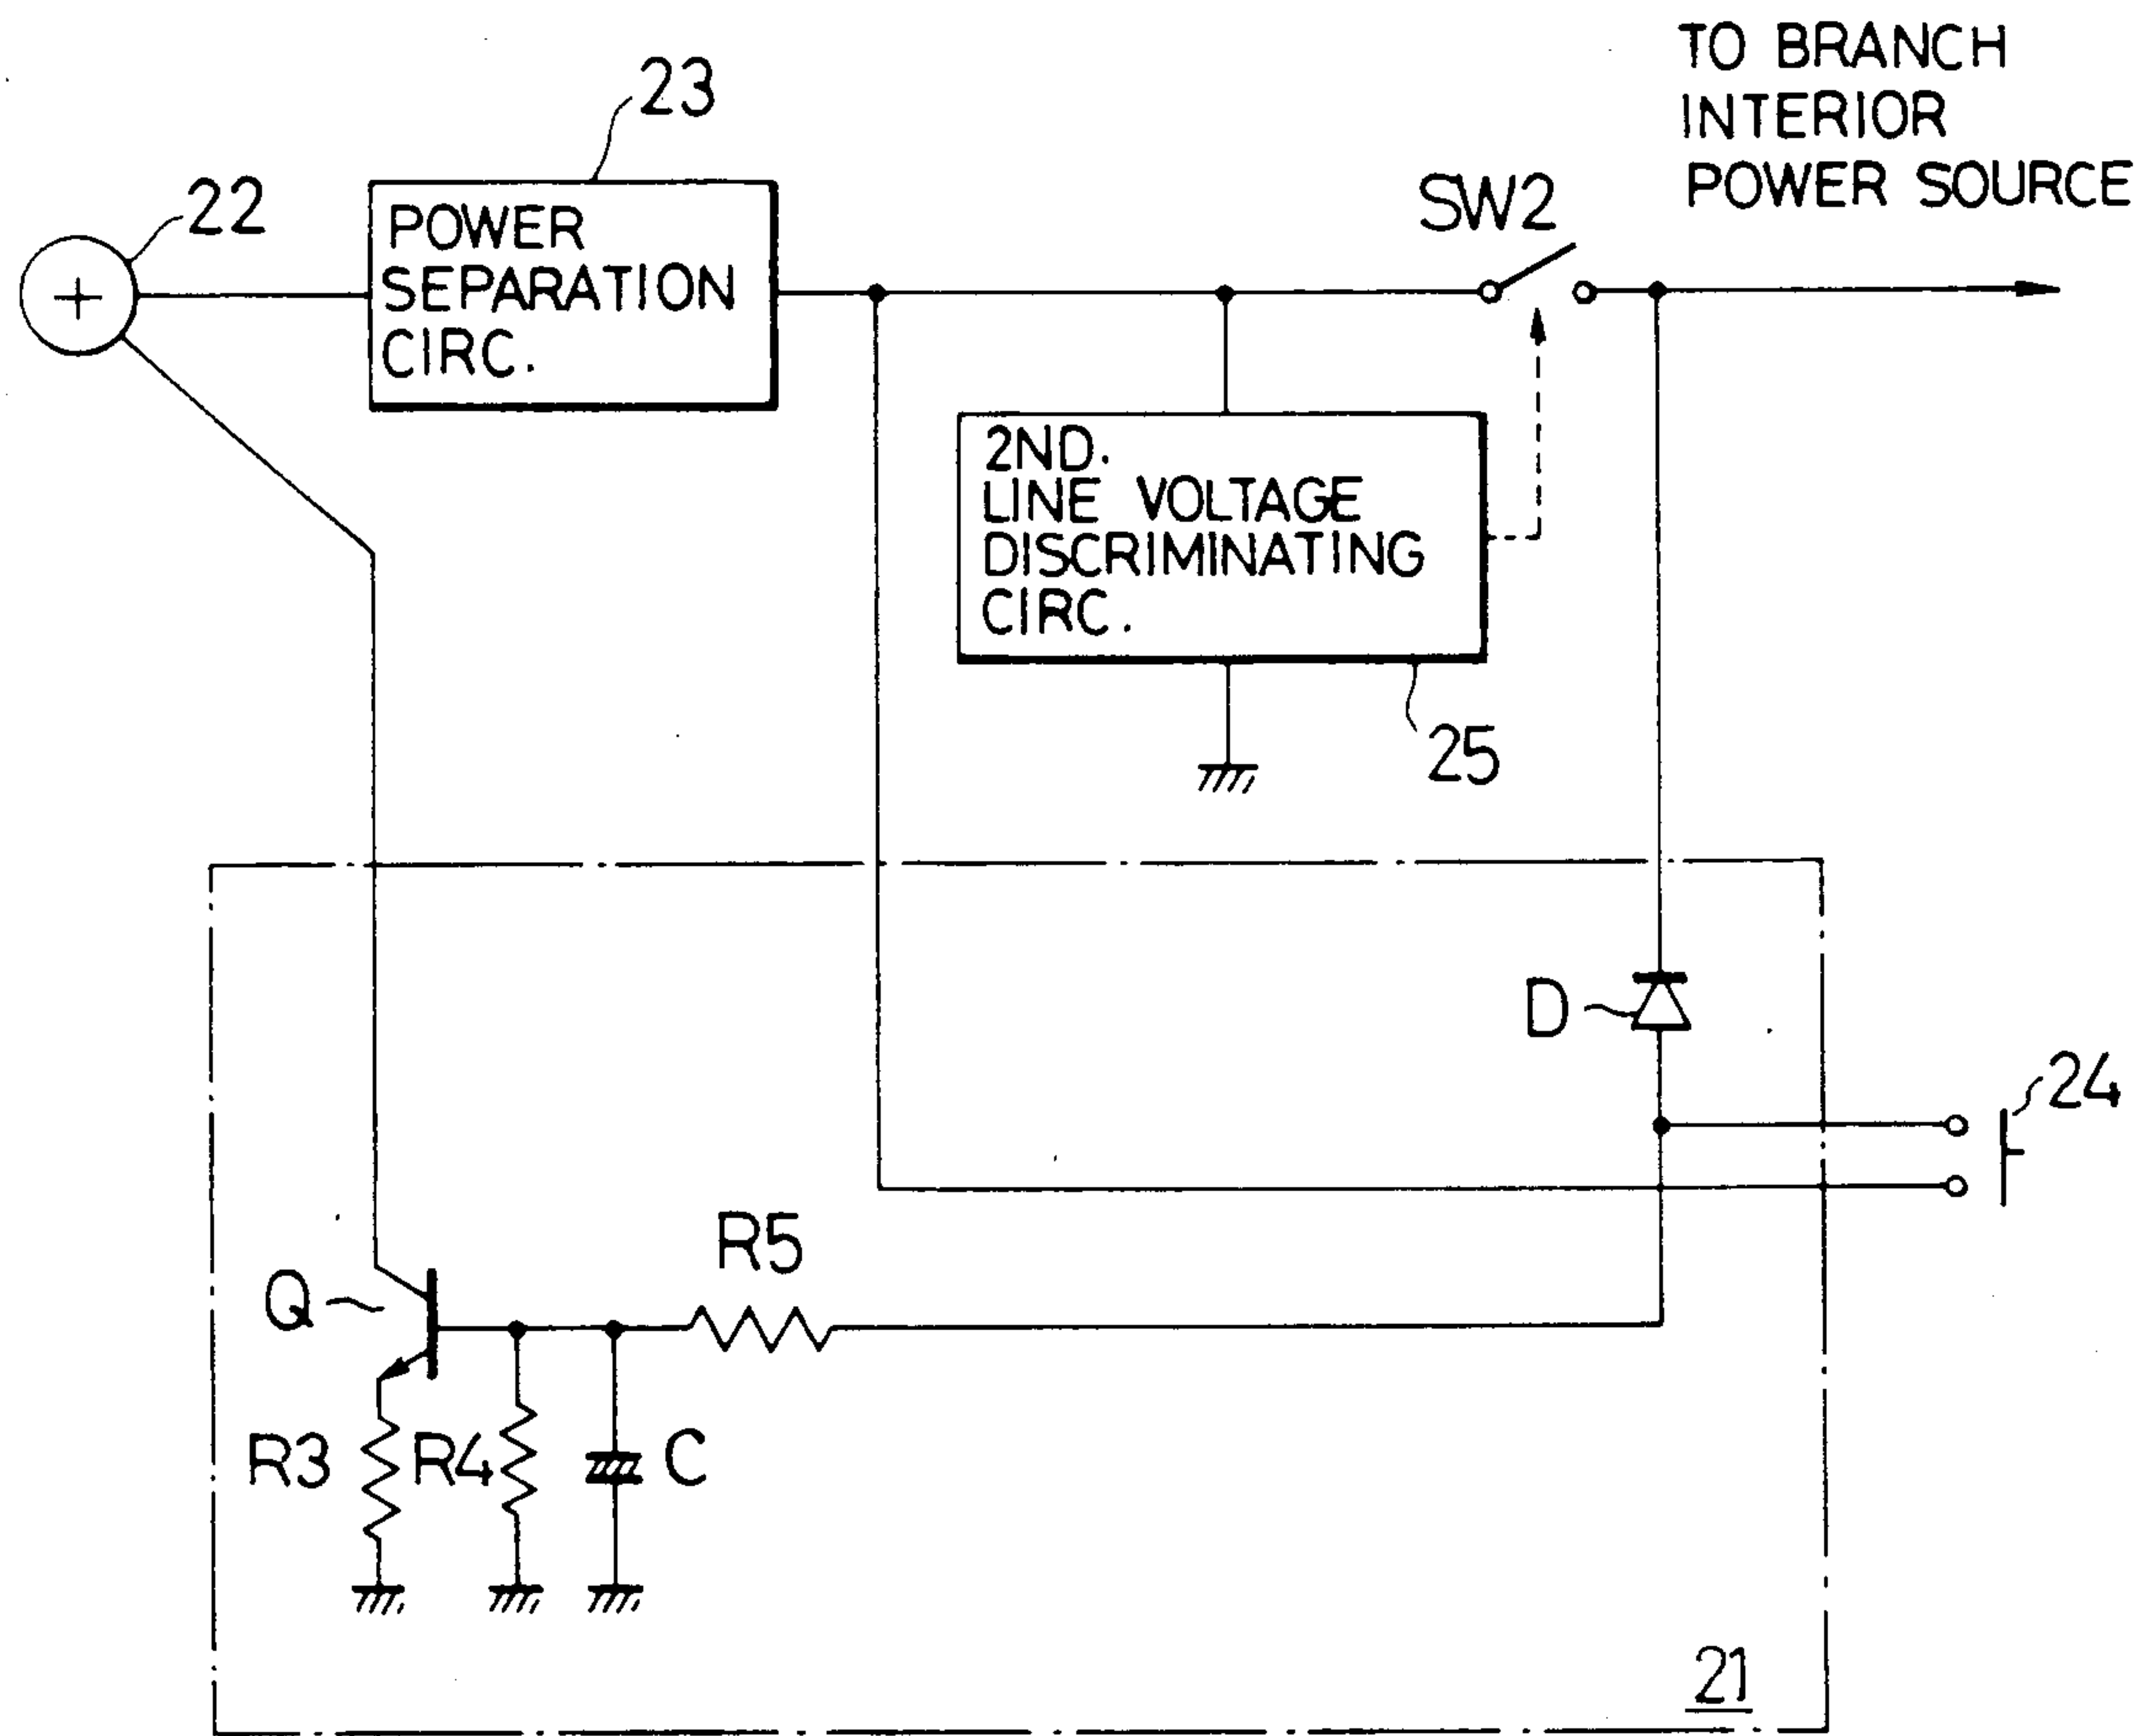 TO BRANCH
INTERIOR
POWER SOURCE
23
22
SW2
POWER
SEPARATION
CIRC.
2ND.
LINE VOLTAGE
DISCRIMINATING
CIRC.
25
D
24
R5
Q
R3
R4
C
21